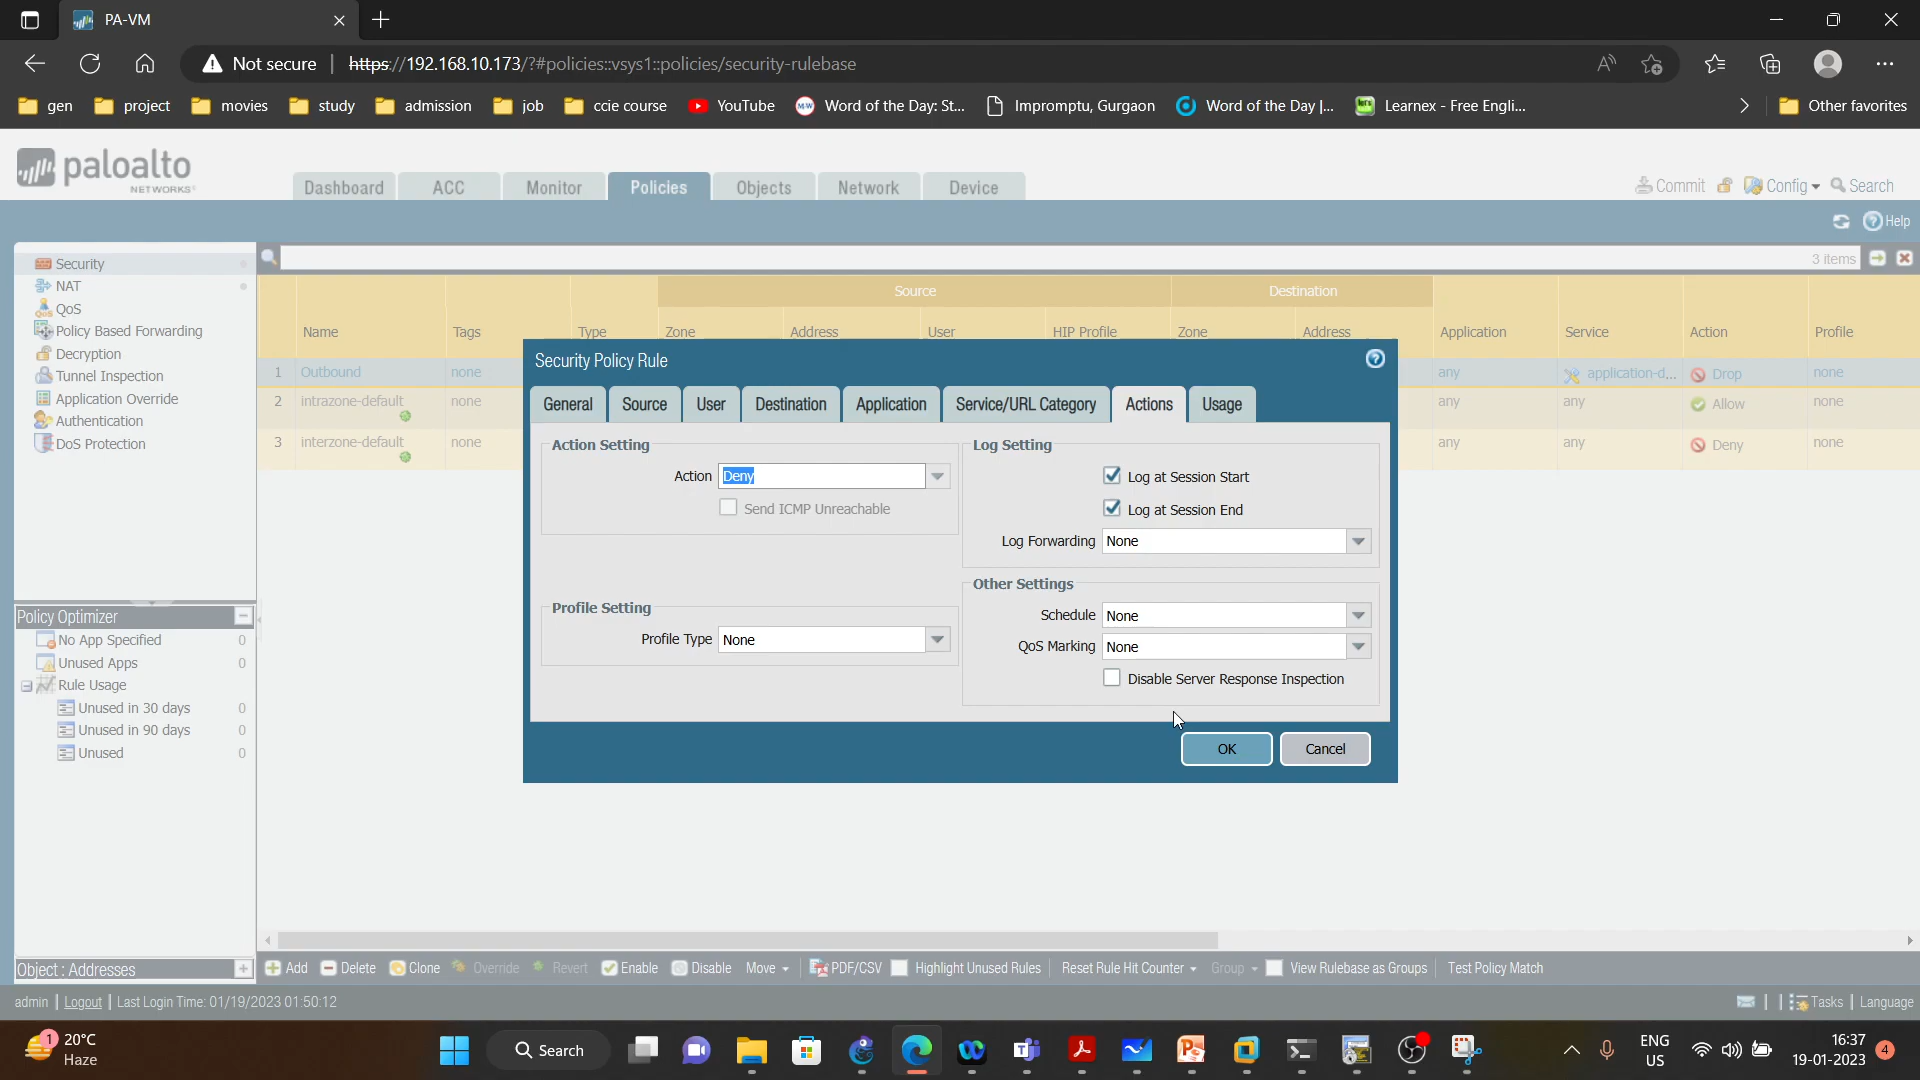 PA-VM
Not secure https://192.168.10.173/?#policies::vsys1::policies/security-rulebase
gen project movies study admission job ccie course YouTube Word of the Day: St... Impromptu, Gurgaon Word of the Day |... Learnex - Free Engli... Other favorites
paloalto
NETWORKS
Dashboard ACC Monitor Policies Objects Network Device
Commit Config Search
Help
Security
NAT
QoS
Policy Based Forwarding
Decryption
Tunnel Inspection
Application Override
Authentication
DoS Protection
3 items
Source Destination
Name Tags Type Zone Address User HIP Profile Zone Address Application Service Action Profile
1 Outbound none any application-d... Drop none
2 intrazone-default none any any Allow none
3 interzone-default none any any Deny none
Security Policy Rule
General Source User Destination Application Service/URL Category Actions Usage
Action Setting
Action Deny
Send ICMP Unreachable
Profile Setting
Profile Type None
Log Setting
Log at Session Start
Log at Session End
Log Forwarding None
Other Settings
Schedule None
QoS Marking None
Disable Server Response Inspection
OK Cancel
Policy Optimizer
No App Specified 0
Unused Apps 0
Rule Usage
Unused in 30 days 0
Unused in 90 days 0
Unused 0
Object : Addresses
Add Delete Clone Override Revert Enable Disable Move PDF/CSV Highlight Unused Rules Reset Rule Hit Counter Group View Rulebase as Groups Test Policy Match
admin | Logout | Last Login Time: 01/19/2023 01:50:12
Tasks | Language
1 20°C
Haze
Search
ENG
US
16:37
19-01-2023
4